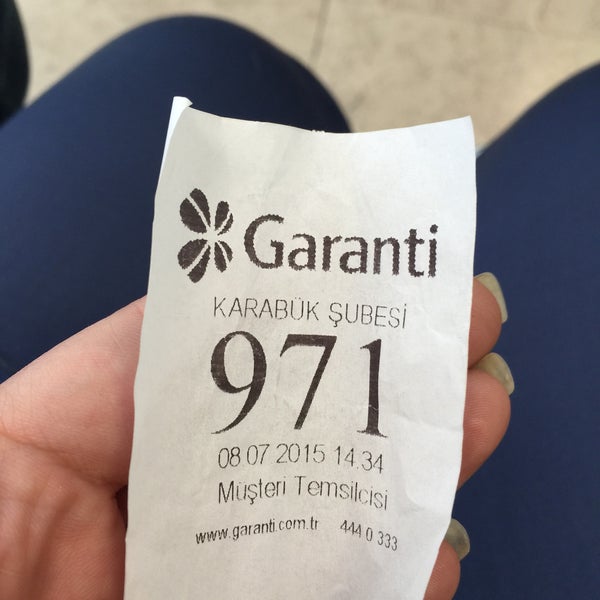 Garanti
KARABÜK ŞUBESİ
971
08 07 2015 14.34
Müşteri Temsilcisi
www.garanti.com.tr 444 0 333